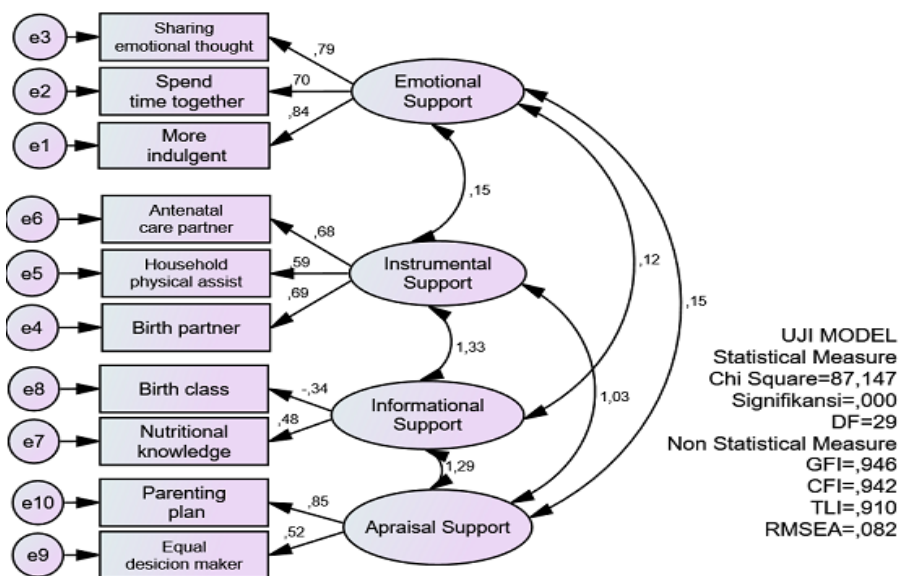 e3
Sharing
emotional thought
,79
e2
Spend
time together
,70
e1
More
indulgent
,84
Emotional
Support
,15
e6
Antenatal
care partner
,68
e5
Household
physical assist
,59
e4
Birth partner
,69
Instrumental
Support
,12
,15
1,33
e8
Birth class
-,34
e7
Nutritional
knowledge
,48
Informational
Support
1,03
1,29
e10
Parenting
plan
,85
e9
Equal
desicion maker
,52
Apraisal Support
UJI MODEL
Statistical Measure
Chi Square=87,147
Signifikansi=,000
DF=29
Non Statistical Measure
GFI=,946
CFI=,942
TLI=,910
RMSEA=,082